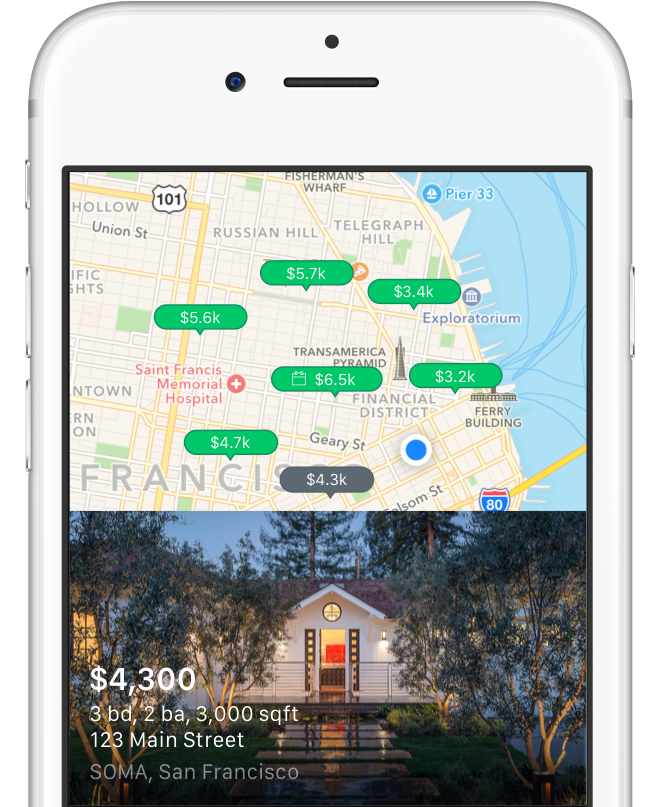 FISHERMAN'S
WHARF
101
Pier 33
HOLLOW
Union St
RUSSIAN HILL
TELEGRAPH
HILL
$5.7k
IFIC
GHTS
$3.4k
$5.6k
Exploratorium
TRANSAMERICA
PYRAMID
Saint Francis
Memorial
Hospital
$6.5k
$3.2k
NTOWN
FINANCIAL
DISTRICT
FERRY
BUILDING
ERN
ION
$4.7k
Geary St
FRANCIS
$4.3k
Folsom St
80
$4,300
3 bd, 2 ba, 3,000 sqft
123 Main Street
SOMA, San Francisco